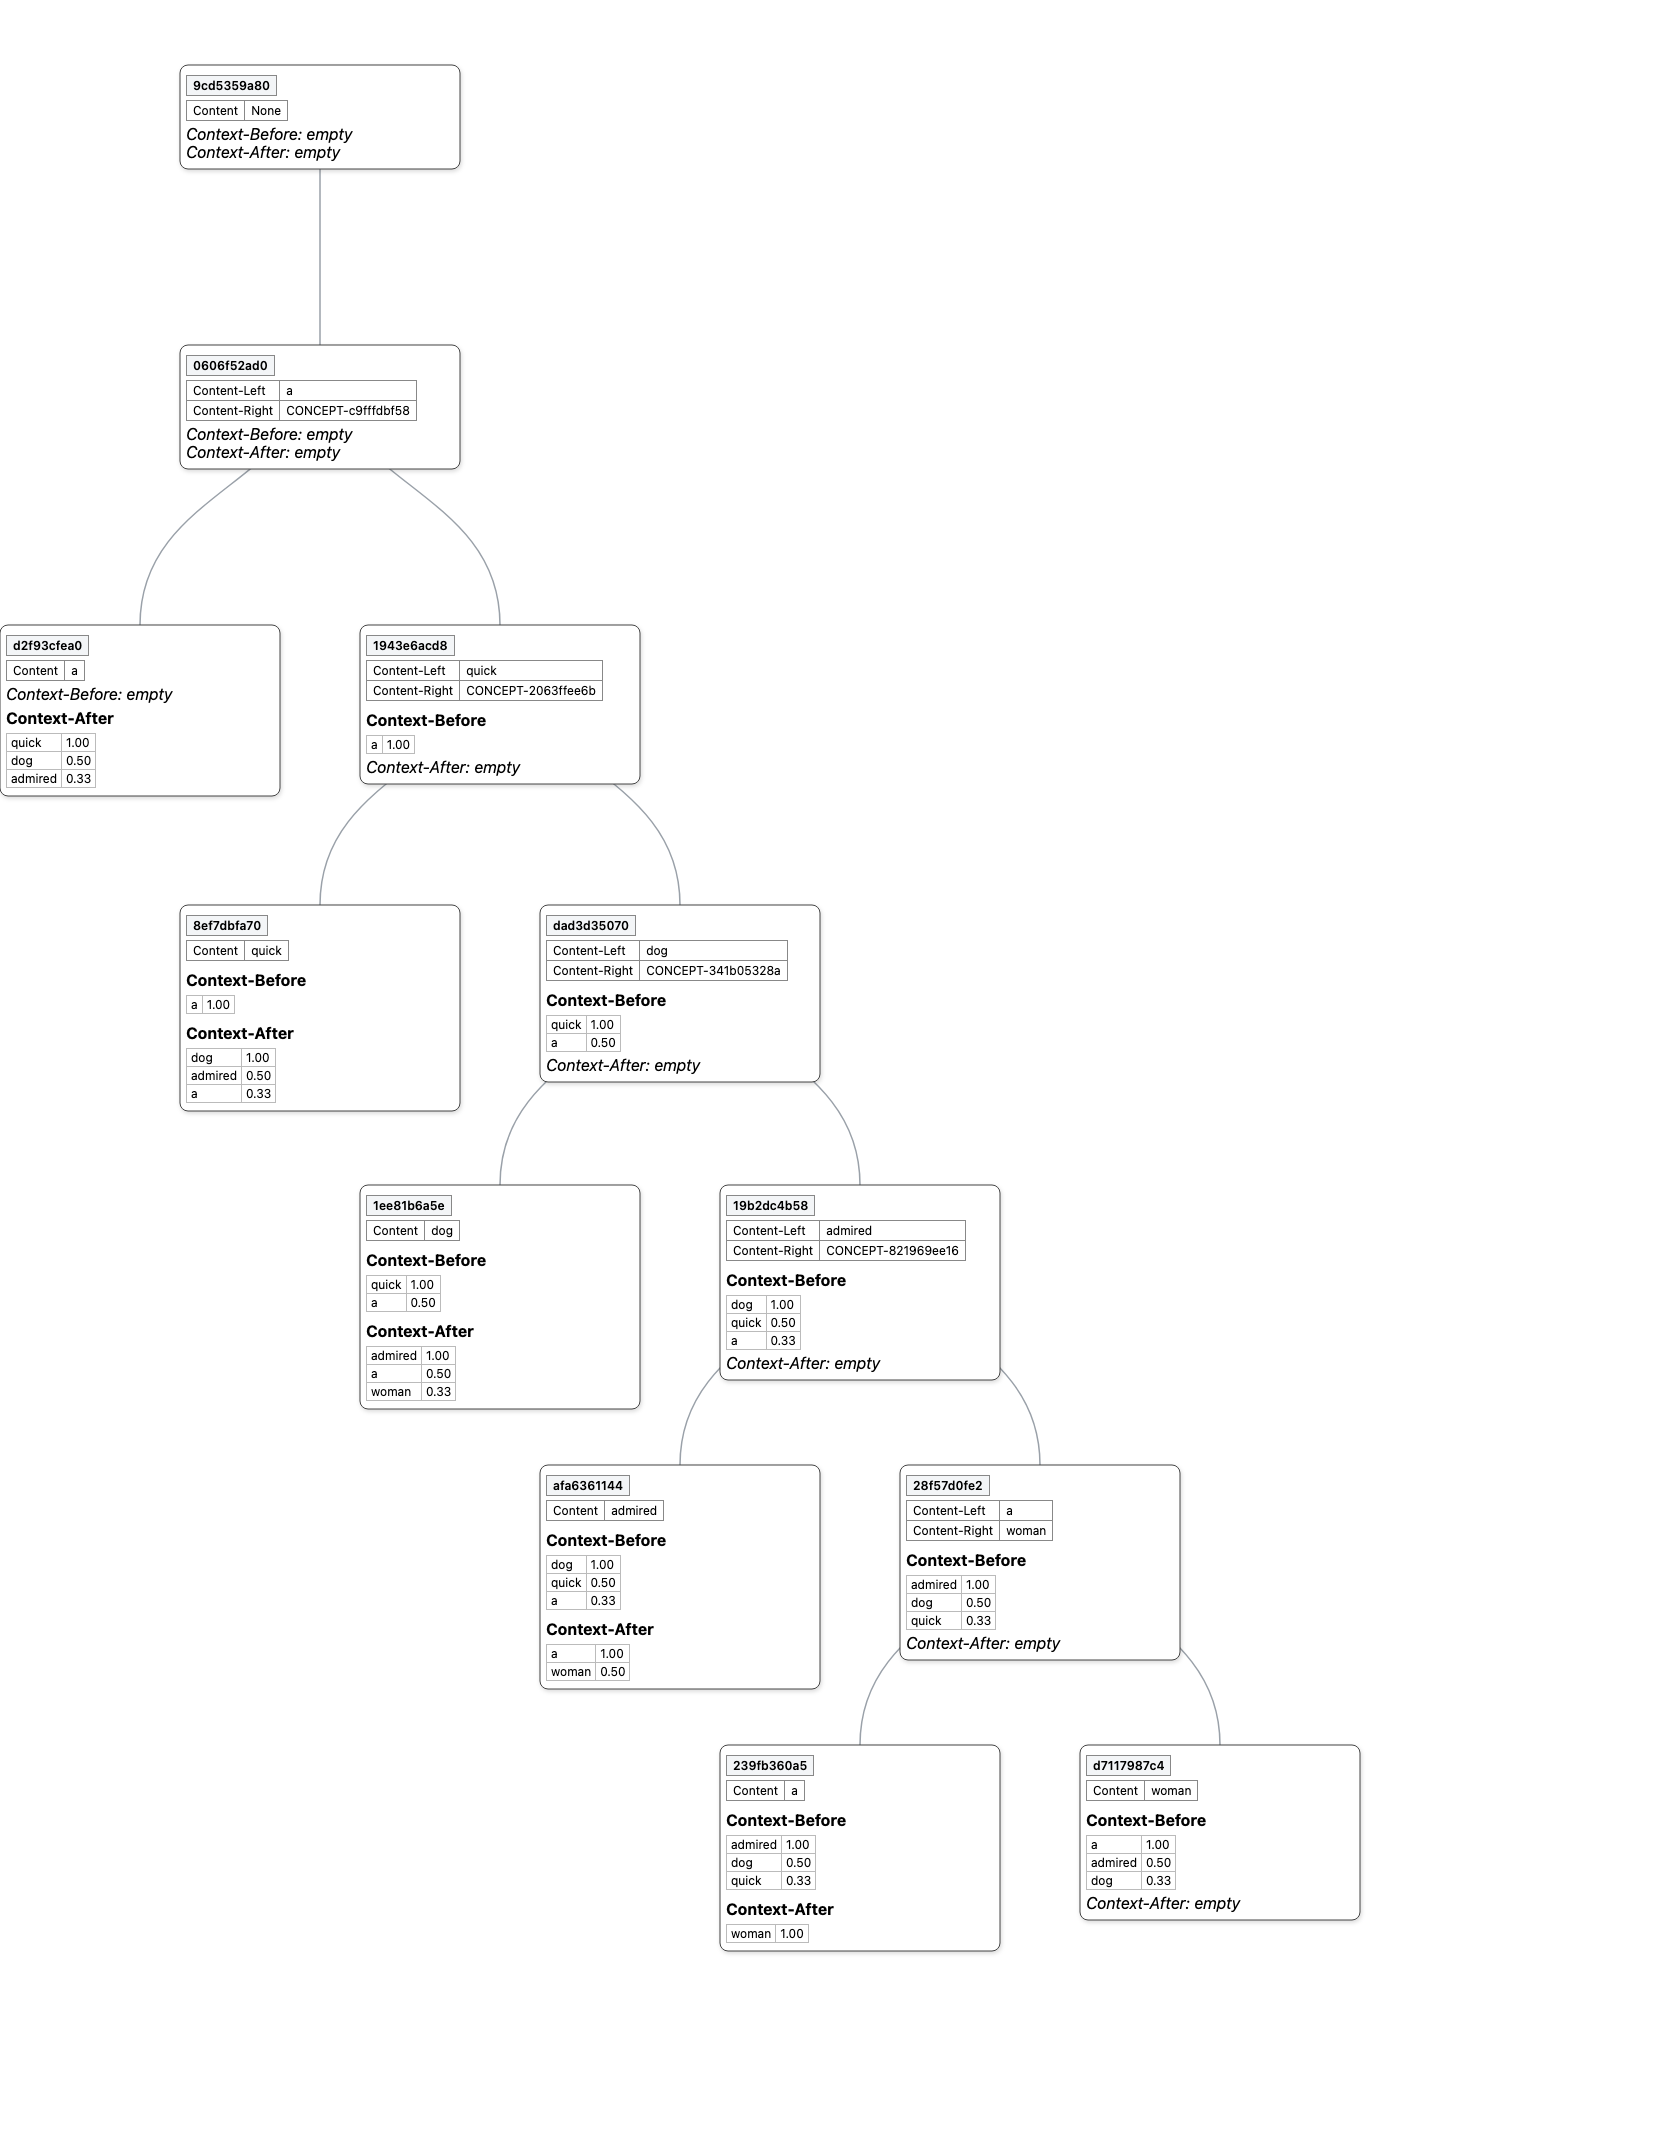 9cd5359a80
Content None
Context-Before: empty
Context-After: empty
0606f52ad0
Content-Left a
Content-Right CONCEPT-c9fffdbf58
Context-Before: empty
Context-After: empty
d2f93cfea0
Content a
Context-Before: empty
Context-After
quick 1.00
dog 0.50
admired 0.33
1943e6acd8
Content-Left quick
Content-Right CONCEPT-2063ffee6b
Context-Before
a 1.00
Context-After: empty
8ef7dbfa70
Content quick
Context-Before
a 1.00
Context-After
dog 1.00
admired 0.50
a 0.33
dad3d35070
Content-Left dog
Content-Right CONCEPT-341b05328a
Context-Before
quick 1.00
a 0.50
Context-After: empty
1ee81b6a5e
Content dog
Context-Before
quick 1.00
a 0.50
Context-After
admired 1.00
a 0.50
woman 0.33
19b2dc4b58
Content-Left admired
Content-Right CONCEPT-821969ee16
Context-Before
dog 1.00
quick 0.50
a 0.33
Context-After: empty
afa6361144
Content admired
Context-Before
dog 1.00
quick 0.50
a 0.33
Context-After
a 1.00
woman 0.50
28f57d0fe2
Content-Left a
Content-Right woman
Context-Before
admired 1.00
dog 0.50
quick 0.33
Context-After: empty
239fb360a5
Content a
Context-Before
admired 1.00
dog 0.50
quick 0.33
Context-After
woman 1.00
d7117987c4
Content woman
Context-Before
a 1.00
admired 0.50
dog 0.33
Context-After: empty